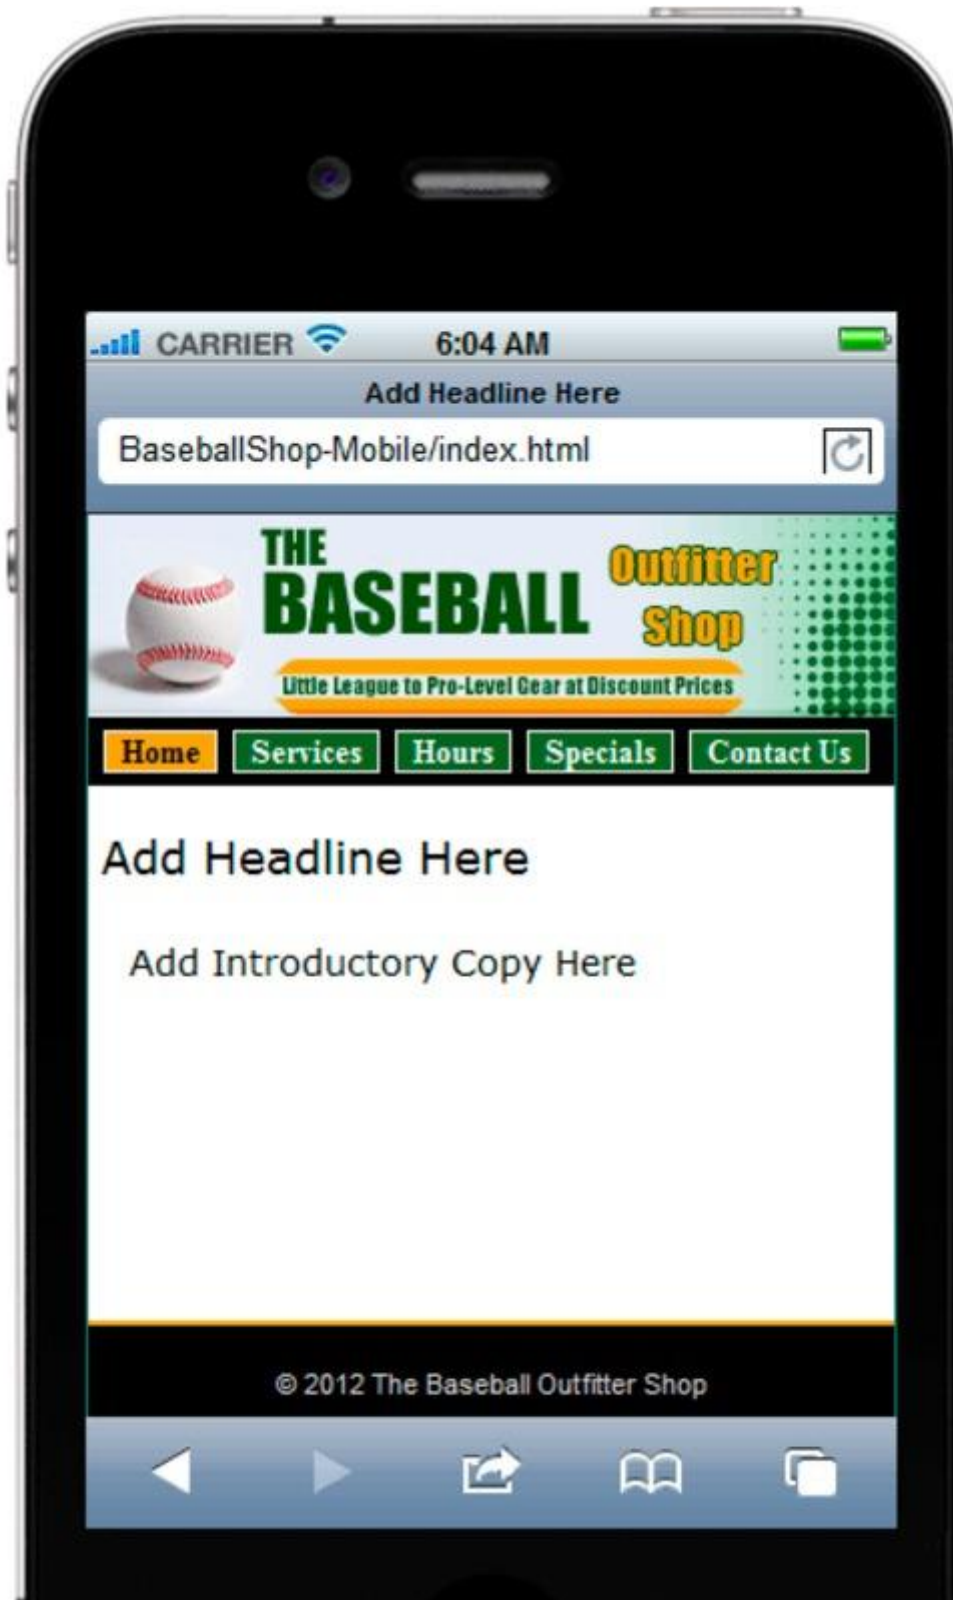 CARRIER 6:04 AM
Add Headline Here
BaseballShop-Mobile/index.html
THE
BASEBALL
Outfitter
Shop
Little League to Pro-Level Gear at Discount Prices
Home Services Hours Specials Contact Us
Add Headline Here
Add Introductory Copy Here
© 2012 The Baseball Outfitter Shop